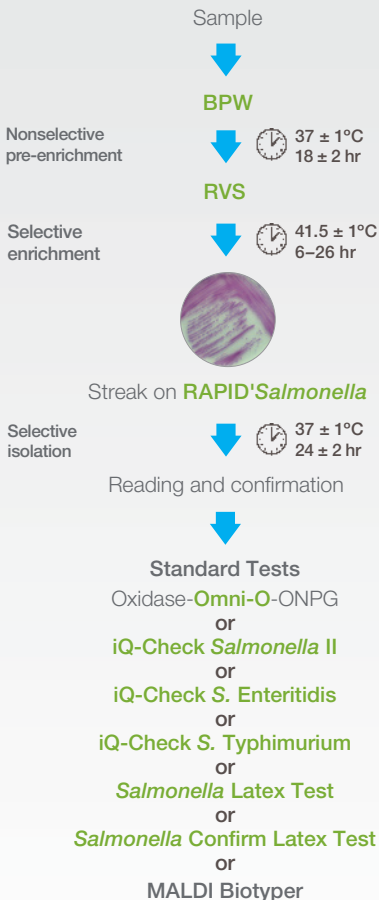 Sample
BPW
Nonselective
pre-enrichment
37 ± 1°C
18 ± 2 hr
RVS
Selective
enrichment
41.5 ± 1°C
6–26 hr
Streak on RAPID'Salmonella
Selective
isolation
37 ± 1°C
24 ± 2 hr
Reading and confirmation
Standard Tests
Oxidase-Omni-O-ONPG
or
iQ-Check Salmonella II
or
iQ-Check S. Enteritidis
or
iQ-Check S. Typhimurium
or
Salmonella Latex Test
or
Salmonella Confirm Latex Test
or
MALDI Biotyper